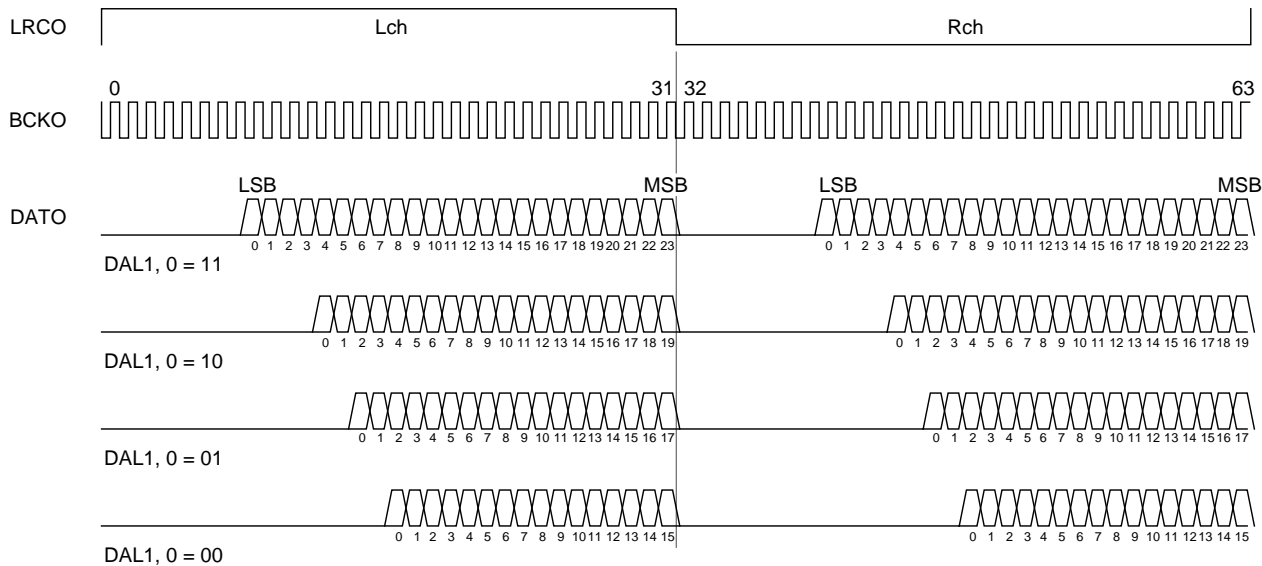 LRCO Lch Rch
0 31 32 63
BCKO
LSB MSB LSB MSB
DATO
0 1 2 3 4 5 6 7 8 9 10 11 12 13 14 15 16 17 18 19 20 21 22 23 0 1 2 3 4 5 6 7 8 9 10 11 12 13 14 15 16 17 18 19 20 21 22 23
DAL1, 0 = 11
0 1 2 3 4 5 6 7 8 9 10 11 12 13 14 15 16 17 18 19 0 1 2 3 4 5 6 7 8 9 10 11 12 13 14 15 16 17 18 19
DAL1, 0 = 10
0 1 2 3 4 5 6 7 8 9 10 11 12 13 14 15 16 17 0 1 2 3 4 5 6 7 8 9 10 11 12 13 14 15 16 17
DAL1, 0 = 01
0 1 2 3 4 5 6 7 8 9 10 11 12 13 14 15 0 1 2 3 4 5 6 7 8 9 10 11 12 13 14 15
DAL1, 0 = 00